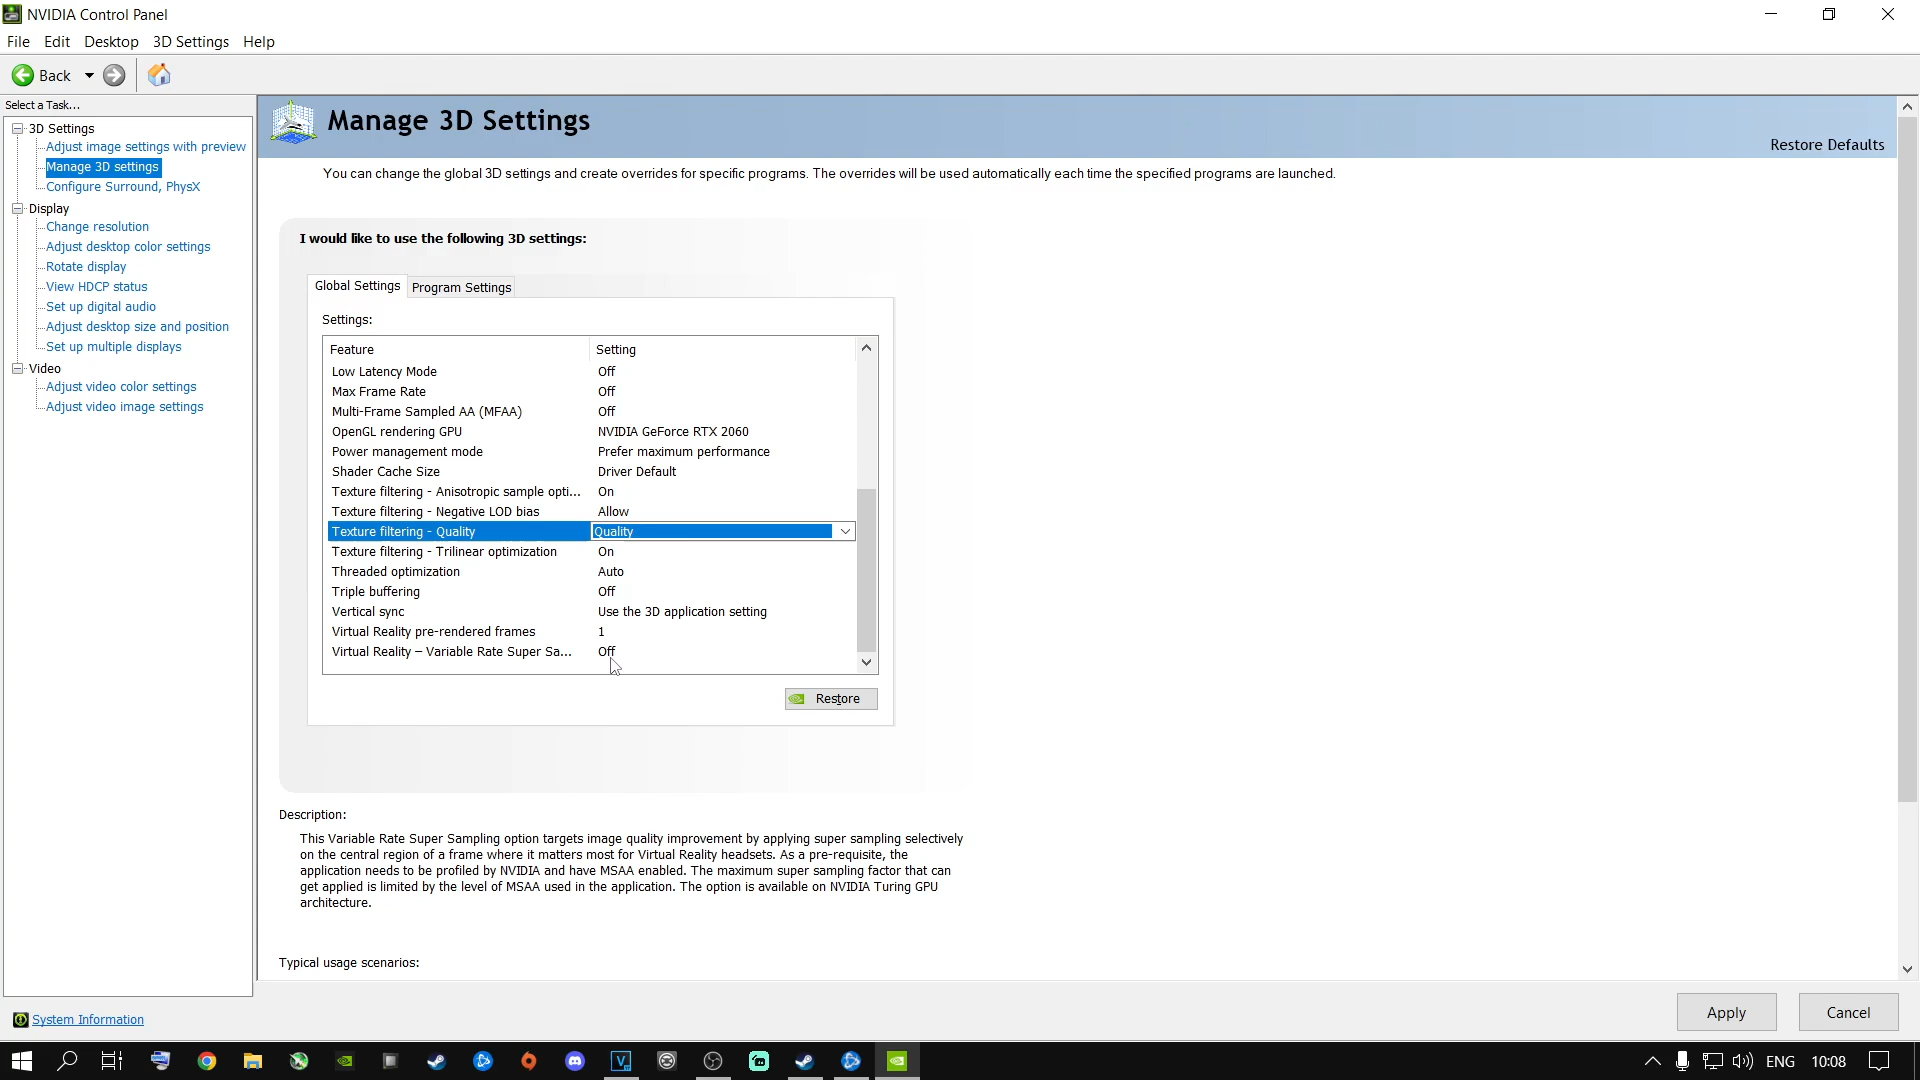 NVIDIA Control Panel
File Edit Desktop 3D Settings Help
Back
Select a Task...
3D Settings
Adjust image settings with preview
Manage 3D settings
Configure Surround, PhysX
Display
Change resolution
Adjust desktop color settings
Rotate display
View HDCP status
Set up digital audio
Adjust desktop size and position
Set up multiple displays
Video
Adjust video color settings
Adjust video image settings
System Information
Manage 3D Settings
Restore Defaults
You can change the global 3D settings and create overrides for specific programs. The overrides will be used automatically each time the specified programs are launched.
I would like to use the following 3D settings:
Global Settings Program Settings
Settings:
Feature Setting
Low Latency Mode Off
Max Frame Rate Off
Multi-Frame Sampled AA (MFAA) Off
OpenGL rendering GPU NVIDIA GeForce RTX 2060
Power management mode Prefer maximum performance
Shader Cache Size Driver Default
Texture filtering - Anisotropic sample opti... On
Texture filtering - Negative LOD bias Allow
Texture filtering - Quality Quality
Texture filtering - Trilinear optimization On
Threaded optimization Auto
Triple buffering Off
Vertical sync Use the 3D application setting
Virtual Reality pre-rendered frames 1
Virtual Reality – Variable Rate Super Sa... Off
Restore
Description:
This Variable Rate Super Sampling option targets image quality improvement by applying super sampling selectively
on the central region of a frame where it matters most for Virtual Reality headsets. As a pre-requisite, the
application needs to be profiled by NVIDIA and have MSAA enabled. The maximum super sampling factor that can
get applied is limited by the level of MSAA used in the application. The option is available on NVIDIA Turing GPU
architecture.
Typical usage scenarios:
Apply Cancel
ENG 10:08